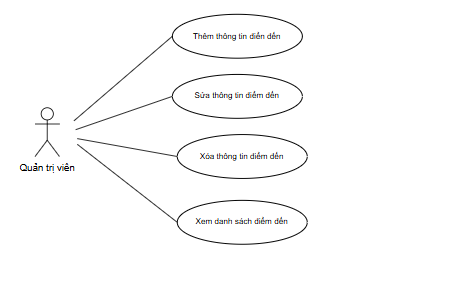 Thêm thông tin diển đến
Sửa thông tin điểm đến
Xóa thông tin điểm đến
Quản trị viên
Xem danh sách điểm đến